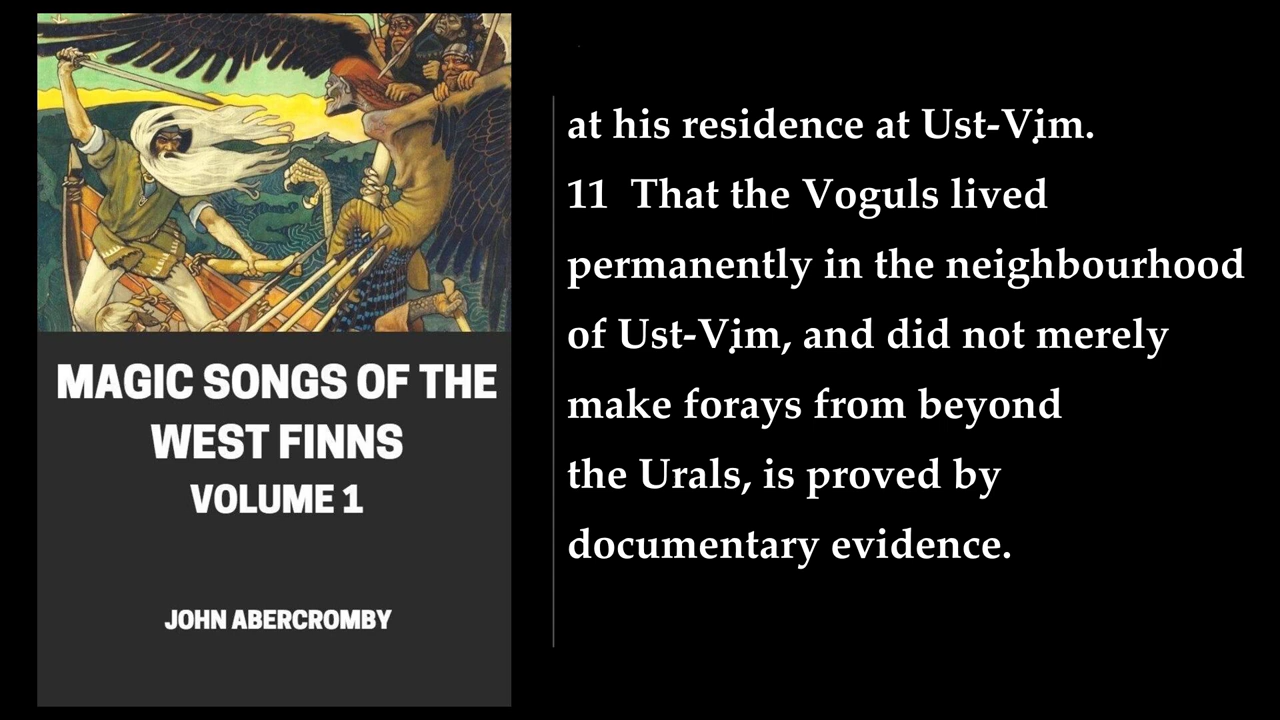 MAGIC SONGS OF THE
WEST FINNS
VOLUME 1
JOHN ABERCROMBY
at his residence at Ust-Vịm.
11 That the Voguls lived
permanently in the neighbourhood
of Ust-Vịm, and did not merely
make forays from beyond
the Urals, is proved by
documentary evidence.